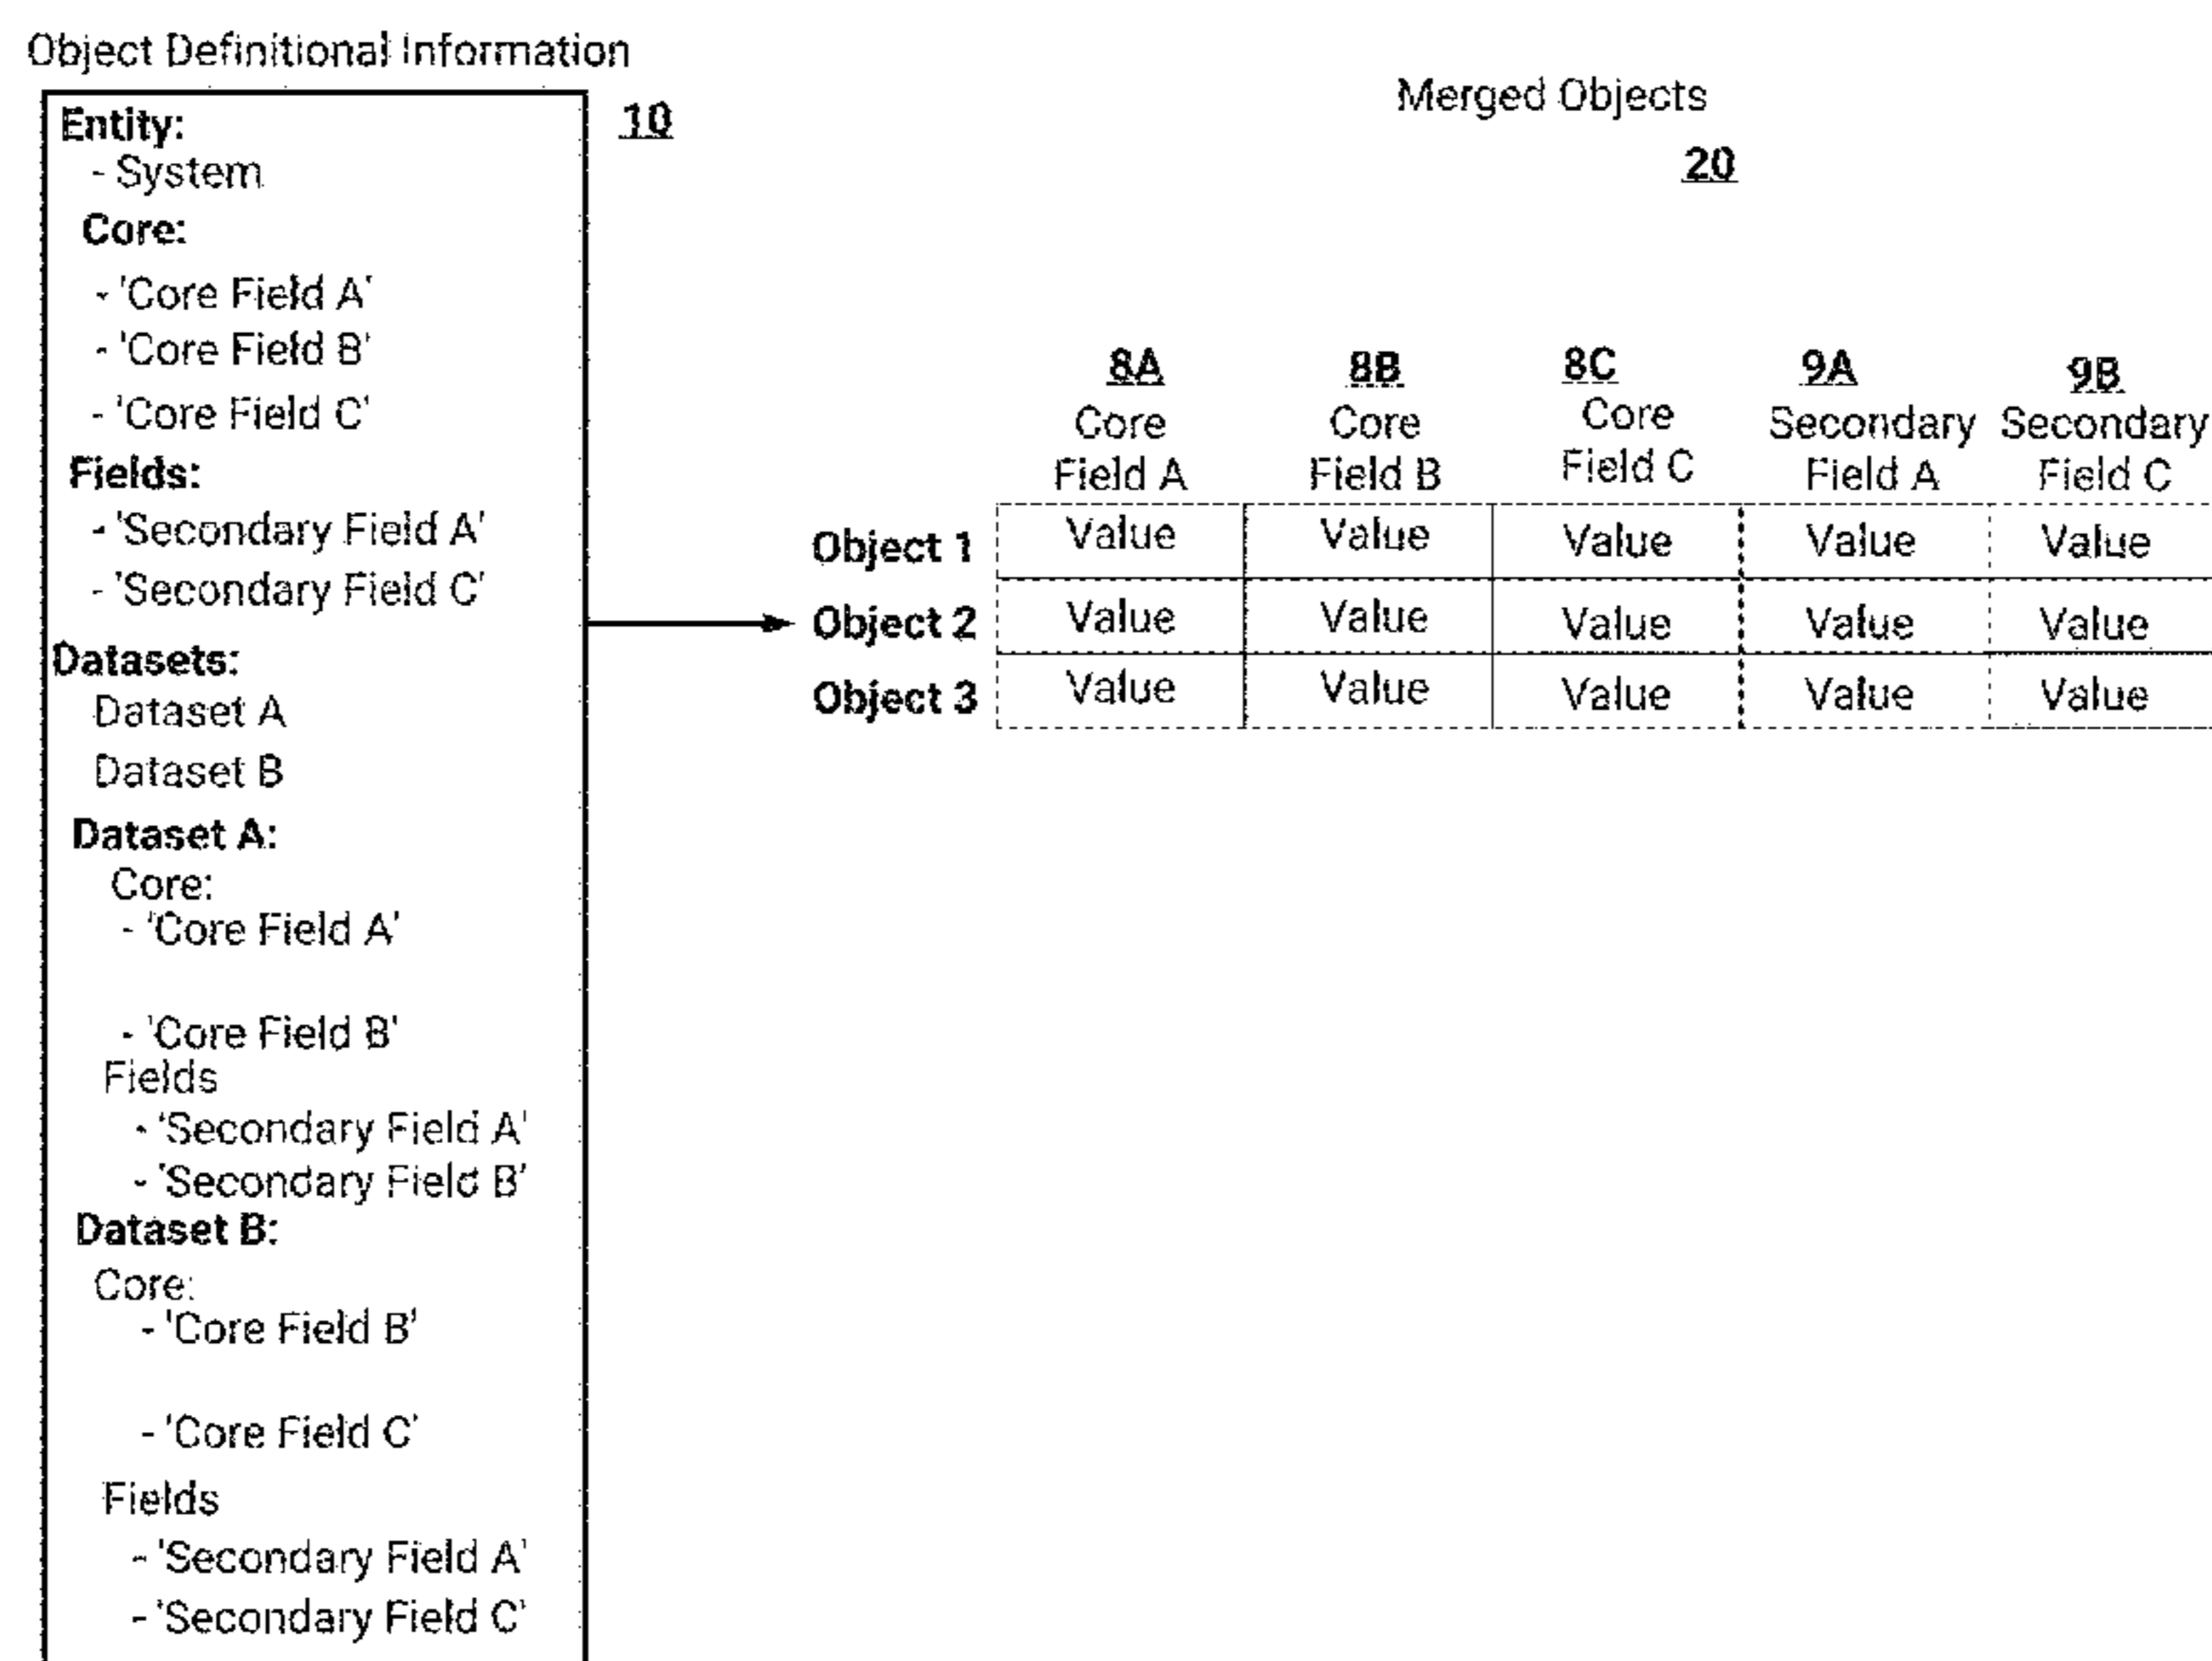 Object Definitional Information
10
Entity:
- System
Core:
- 'Core Field A'
- 'Core Field B'
- 'Core Field C'
Fields:
- 'Secondary Field A'
- 'Secondary Field C'
Datasets:
Dataset A
Dataset B
Dataset A:
Core:
- 'Core Field A'
- 'Core Field B'
Fields
- 'Secondary Field A'
- 'Secondary Field B'
Dataset B:
Core:
- 'Core Field B'
- 'Core Field C'
Fields
- 'Secondary Field A'
- 'Secondary Field C'
Merged Objects
20
8A 8B 8C 9A 9B
Core Core Core Secondary Secondary
Field A Field B Field C Field A Field C
Object 1 Value Value Value Value Value
Object 2 Value Value Value Value Value
Object 3 Value Value Value Value Value